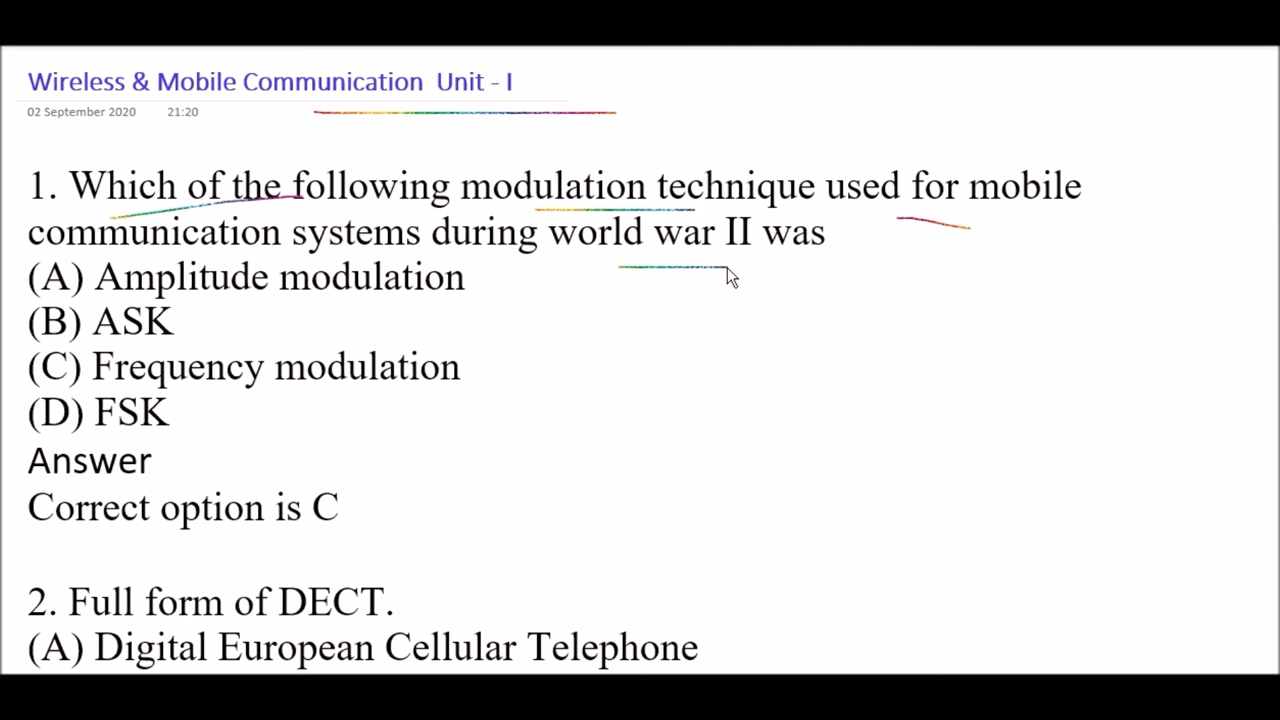 Wireless & Mobile Communication Unit - I
02 September 2020 21:20
1. Which of the following modulation technique used for mobile
communication systems during world war II was
(A) Amplitude modulation
(B) ASK
(C) Frequency modulation
(D) FSK
Answer
Correct option is C
2. Full form of DECT.
(A) Digital European Cellular Telephone